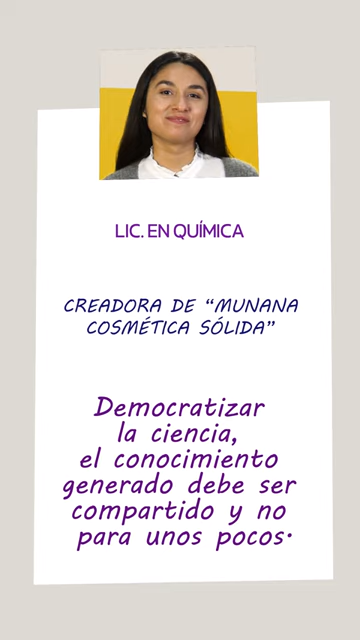 LIC. EN QUÍMICA
CREADORA DE “MUNANA
COSMÉTICA SÓLIDA”
Democratizar
la ciencia,
el conocimiento
generado debe ser
compartido y no
para unos pocos.